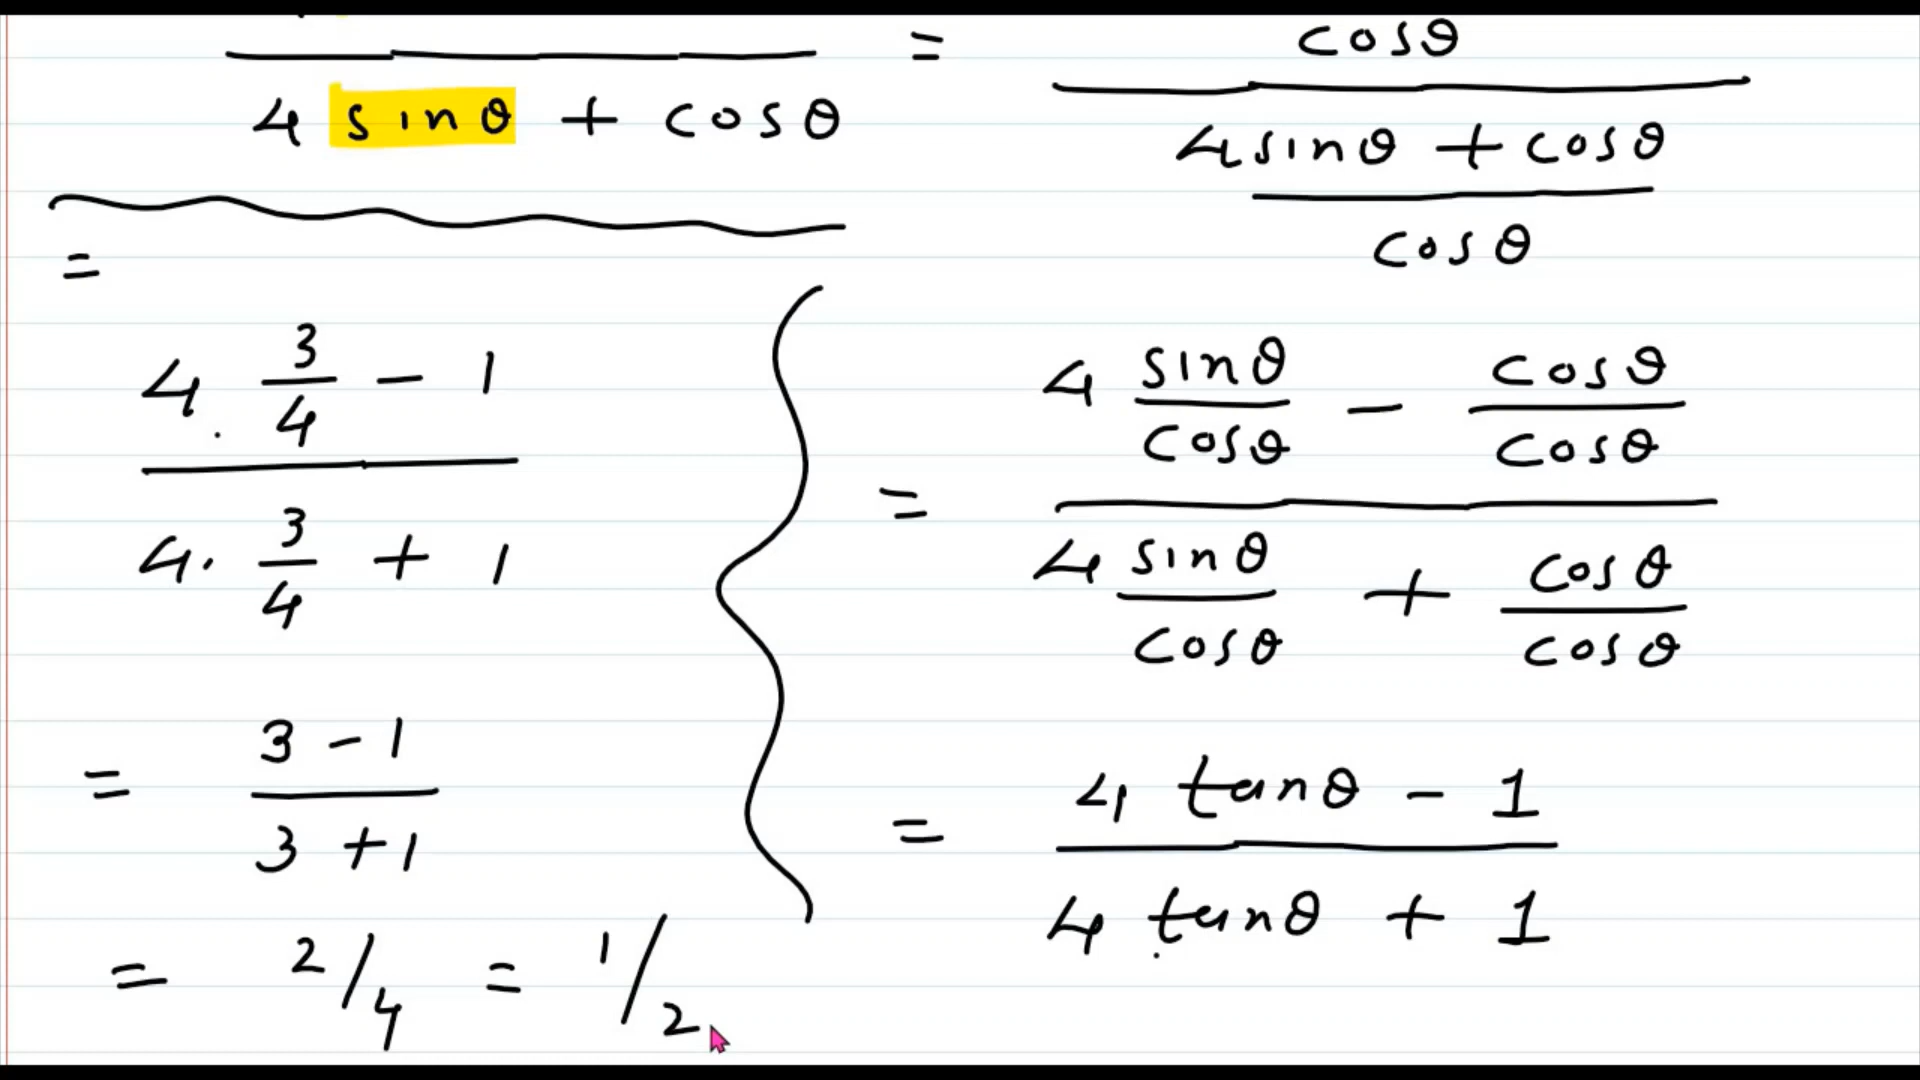 = cosθ
4 sinθ + cosθ
4sinθ + cosθ
cosθ
=
4. 3/4 - 1
4. 3/4 + 1
= 3 - 1
3 + 1
= 2/4 = 1/2
4 sinθ/cosθ - cosθ/cosθ
=
4 sinθ/cosθ + cosθ/cosθ
= 4 tanθ - 1
4 tanθ + 1